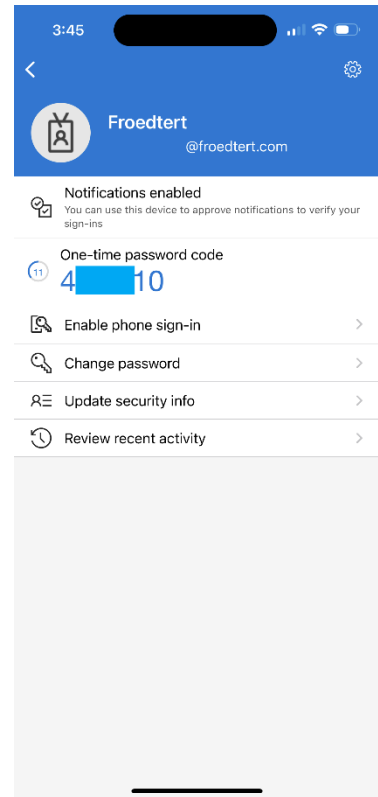 3:45
Froedtert
@froedtert.com
Notifications enabled
You can use this device to approve notifications to verify your
sign-ins
One-time password code
11
4 10
Enable phone sign-in
Change password
Update security info
Review recent activity